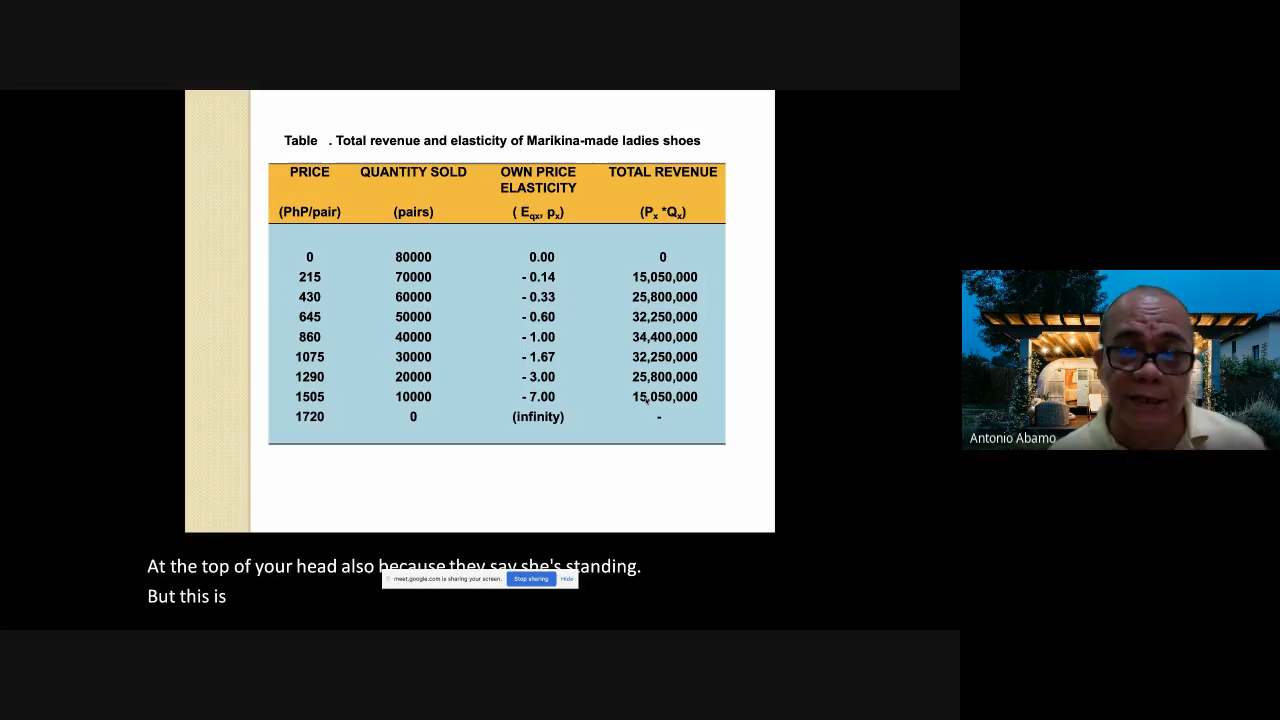 Table . Total revenue and elasticity of Marikina-made ladies shoes
PRICE QUANTITY SOLD OWN PRICE ELASTICITY TOTAL REVENUE
(PhP/pair) (pairs) ( Eqx, px) (Px *Qx)
0 80000 0.00 0
215 70000 - 0.14 15,050,000
430 60000 - 0.33 25,800,000
645 50000 - 0.60 32,250,000
860 40000 - 1.00 34,400,000
1075 30000 - 1.67 32,250,000
1290 20000 - 3.00 25,800,000
1505 10000 - 7.00 15,050,000
1720 0 (infinity) -
Antonio Abamo
At the top of your head also because they say she's standing.
meet.google.com is sharing your screen. Stop sharing Hide
But this is